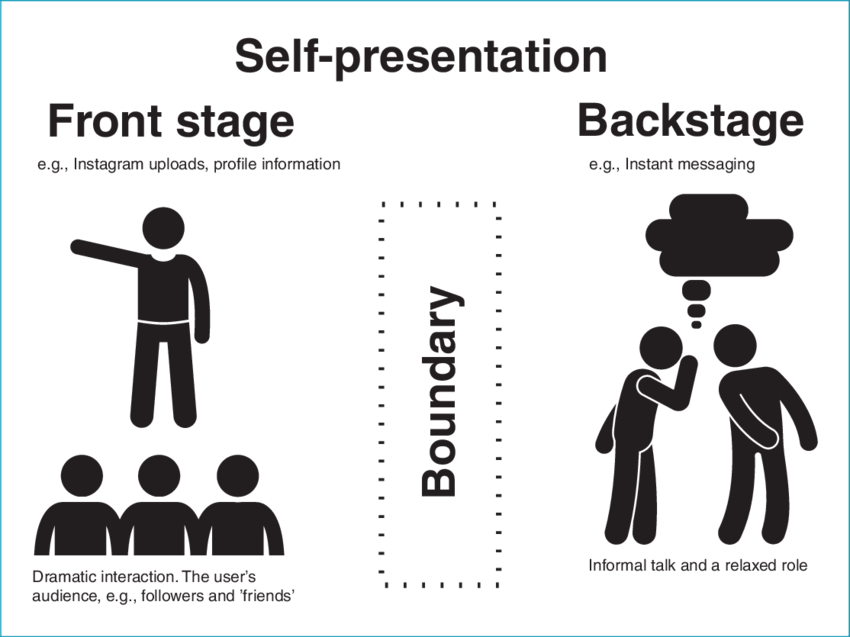 Self-presentation
Front stage
e.g., Instagram uploads, profile information
Backstage
e.g., Instant messaging
Boundary
Dramatic interaction. The user's
audience, e.g., followers and 'friends'
Informal talk and a relaxed role